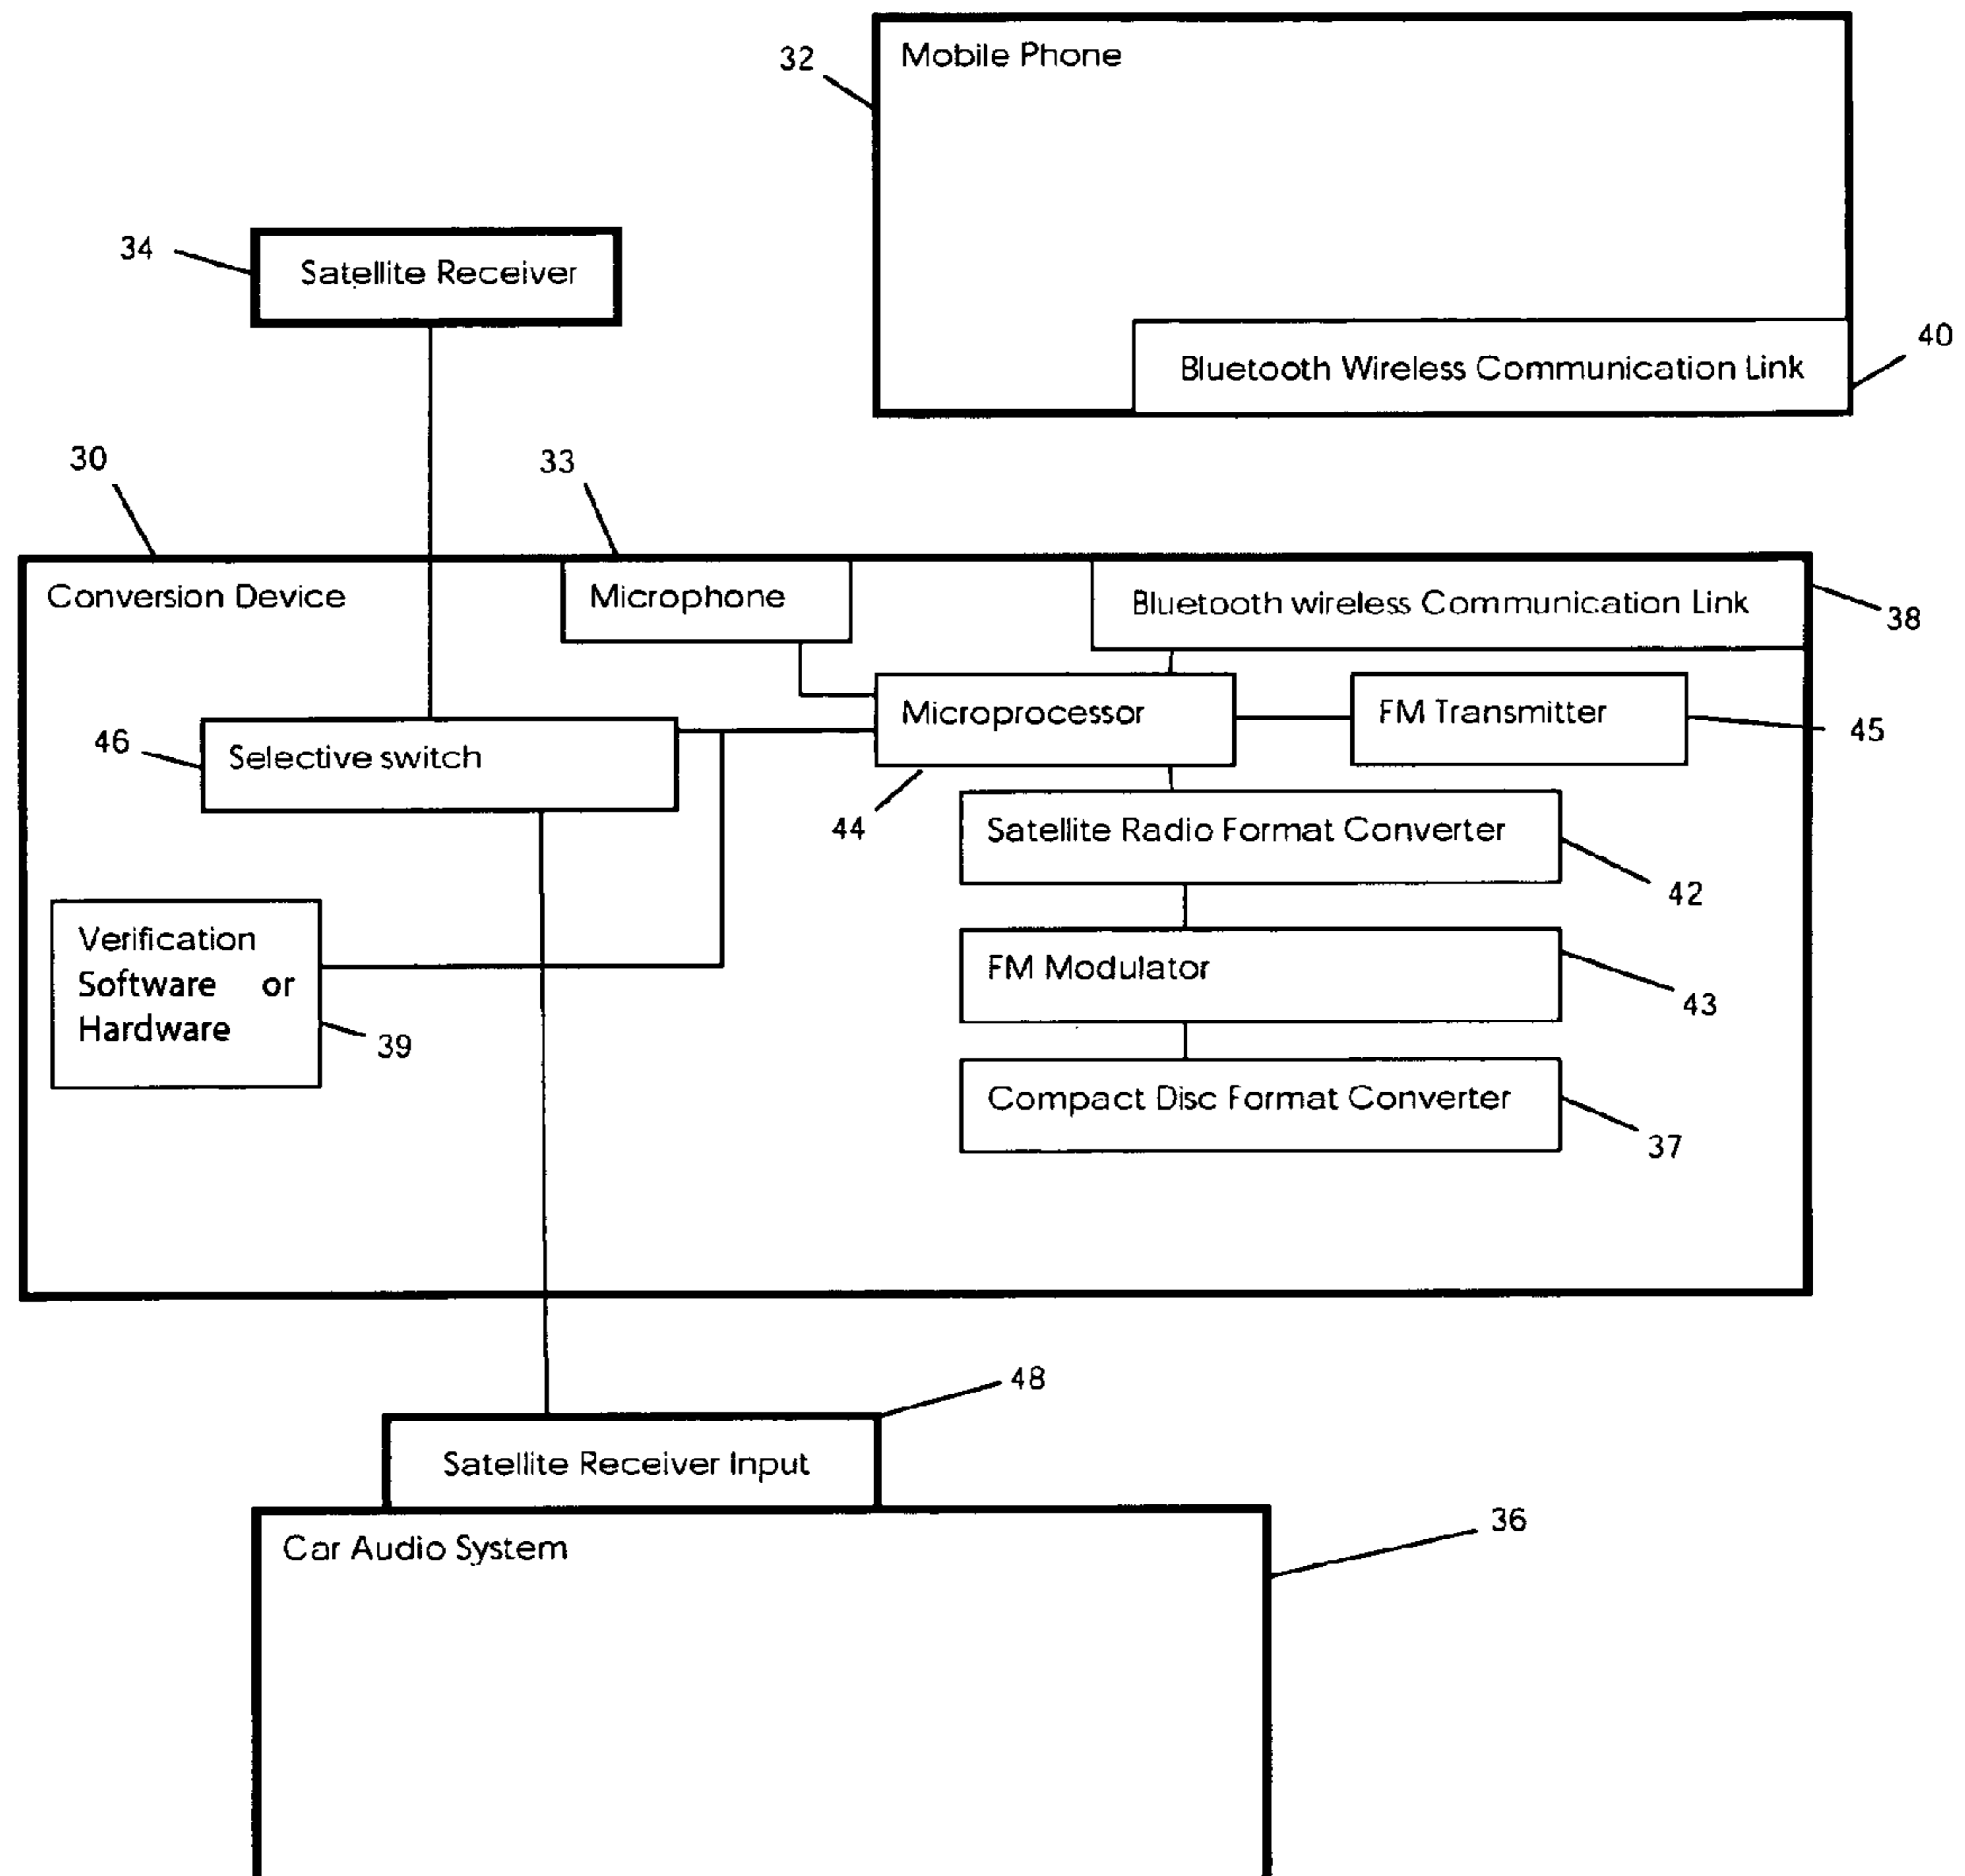 32
Mobile Phone
34
Satellite Receiver
40
Bluetooth Wireless Communication Link
30
33
Conversion Device
Microphone
Bluetooth wireless Communication Link
38
Microprocessor
FM Transmitter
45
46
Selective switch
44
Satellite Radio Format Converter
42
Verification
Software or
Hardware
39
FM Modulator
43
Compact Disc Format Converter
37
48
Satellite Receiver Input
36
Car Audio System